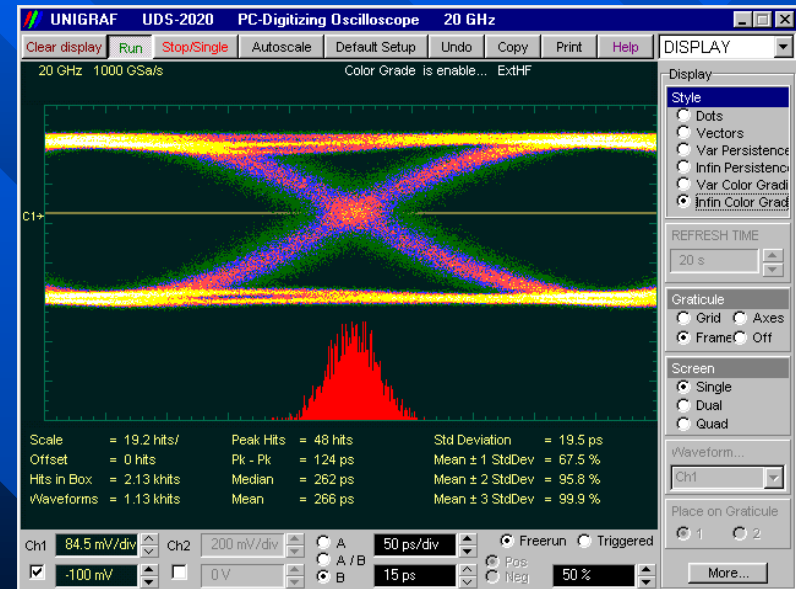 UNIGRAF UDS-2020 PC-Digitizing Oscilloscope 20 GHz
Clear display Run Stop/Single Autoscale Default Setup Undo Copy Print Help DISPLAY
20 GHz 1000 GSa/s Color Grade is enable... ExtHF
Display
Style
Dots
Vectors
Var Persistence
Infin Persistenc
Var Color Gradi
Infin Color Grad
C1
REFRESH TIME
20 s
Graticule
Grid Axes
Frame Off
Screen
Single
Dual
Quad
Scale = 19.2 hits/ Peak Hits = 48 hits Std Deviation = 19.5 ps
Offset = 0 hits Pk - Pk = 124 ps Mean ± 1 StdDev = 67.5 %
Hits in Box = 2.13 khits Median = 262 ps Mean ± 2 StdDev = 95.8 %
Waveforms = 1.13 khits Mean = 266 ps Mean ± 3 StdDev = 99.9 %
Waveform...
Ch1
Place on Graticule
1 2
Ch1 84.5 mV/div Ch2 200 mV/div A 50 ps/div Freerun Triggered
A / B Pos
-100 mV 0 V B 15 ps Neg 50 % More...